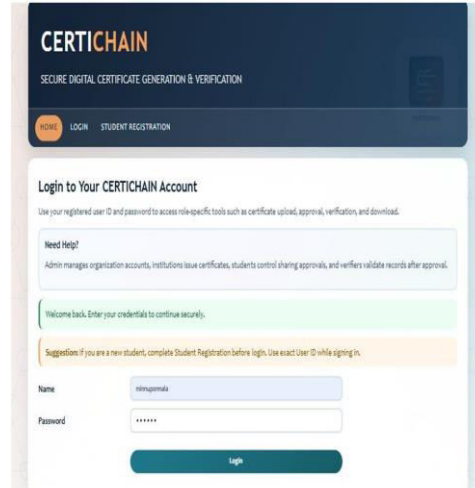 CERTICHAIN
SECURE DIGITAL CERTIFICATE GENERATION & VERIFICATION
HOME LOGIN STUDENT REGISTRATION
Login to Your CERTICHAIN Account
Use your registered user ID and password to access role-specific tools such as certificate upload, approval, verification, and download.
Need Help?
Admin manages organization accounts, institutions issue certificates, students control sharing approvals, and verifiers validate records after approval.
Welcome back. Enter your credentials to continue securely.
Suggestion: If you are a new student, complete Student Registration before login. Use exact User ID while signing in.
Name
Password ••••••
Login